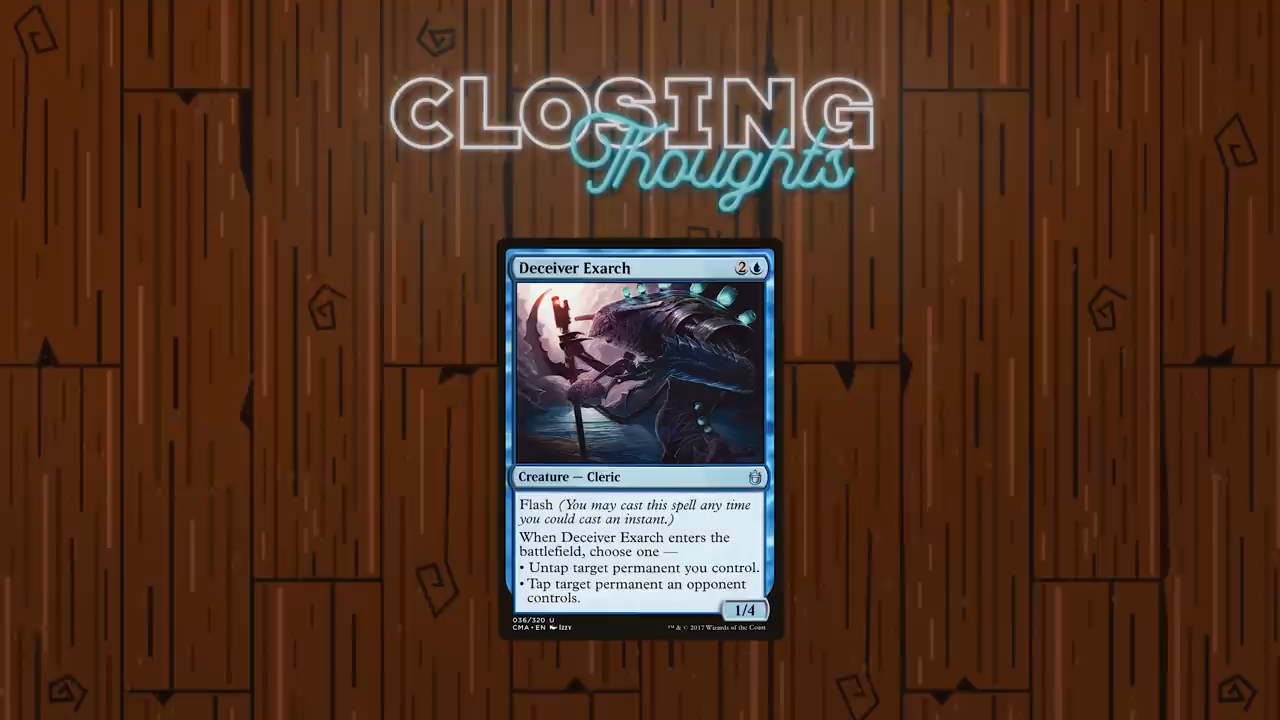 CLOSING
Thoughts
Deceiver Exarch 2
Creature — Cleric
Flash (You may cast this spell any time
you could cast an instant.)
When Deceiver Exarch enters the
battlefield, choose one —
• Untap target permanent you control.
• Tap target permanent an opponent
controls.
1/4
036/320 U
CMA • EN Izzy ™ & © 2017 Wizards of the Coast